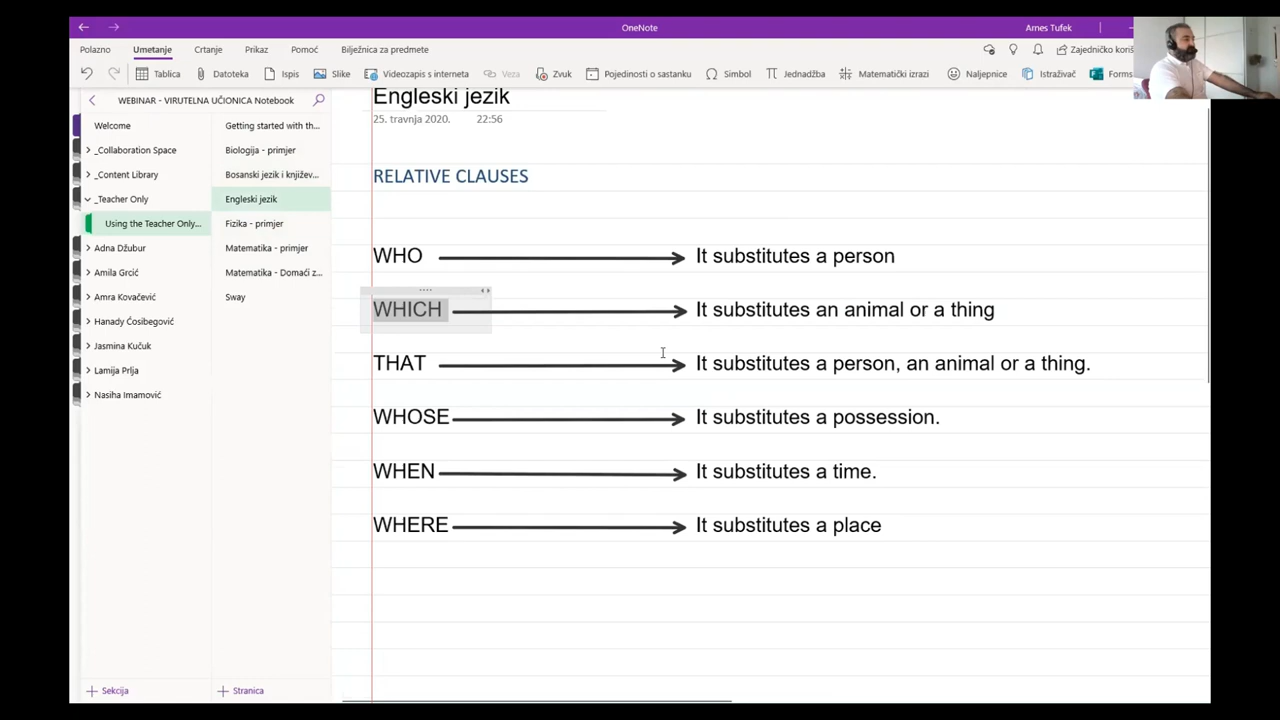 OneNote
Arnes Tufek
Polazno Umetanje Crtanje Prikaz Pomoć Bilježnica za predmete
Zajedničko koriš
Tablica Datoteka Ispis Slike Videozapis s interneta Veza Zvuk Pojedinosti o sastanku Simbol Jednadžba Matematički izrazi Naljepnice Istraživač Forms
WEBINAR - VIRUTELNA UČIONICA Notebook
Welcome
_Collaboration Space
_Content Library
_Teacher Only
Using the Teacher Only...
Adna Džubur
Amila Grcić
Amra Kovačević
Hanady Ćosibegović
Jasmina Kučuk
Lamija Prlja
Nasiha Imamović
Sekcija
Getting started with th...
Biologija - primjer
Bosanski jezik i književ...
Engleski jezik
Fizika - primjer
Matematika - primjer
Matematika - Domaći z...
Sway
Stranica
Engleski jezik
25. travnja 2020. 22:56
RELATIVE CLAUSES
WHO It substitutes a person
WHICH It substitutes an animal or a thing
THAT It substitutes a person, an animal or a thing.
WHOSE It substitutes a possession.
WHEN It substitutes a time.
WHERE It substitutes a place